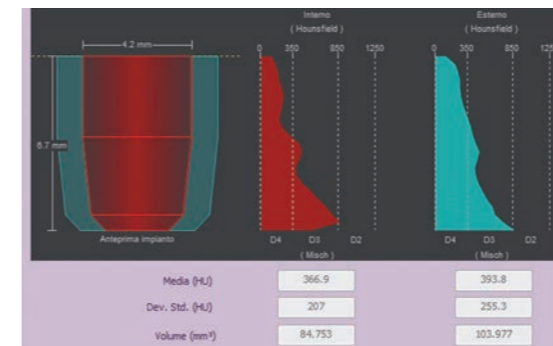 Interno
Esterno
( Hounsfield )
( Hounsfield )
0 350 850 1250
0 350 850 125
4.2 mm
6.7 mm
Anteprima impianto
D4 D3 D2
D4 D3 D2
( Misch )
( Misch )
Media (HU) 366.9 393.8
Dev. Std. (HU) 207 255.3
Volume (mm³) 84.753 103.977